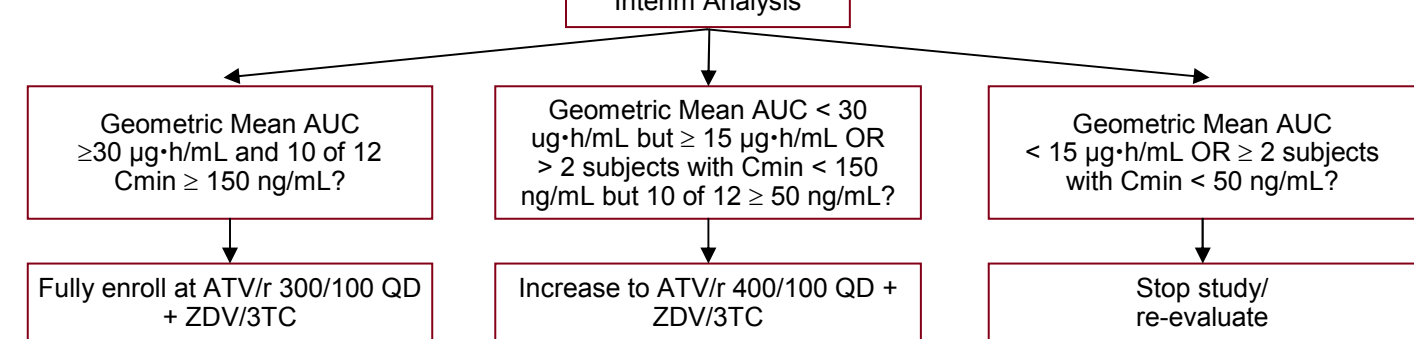 Interim Analysis
Geometric Mean AUC
≥30 µg•h/mL and 10 of 12
Cmin ≥ 150 ng/mL?
Geometric Mean AUC < 30
ug•h/mL but ≥ 15 µg•h/mL OR
> 2 subjects with Cmin < 150
ng/mL but 10 of 12 ≥ 50 ng/mL?
Geometric Mean AUC
< 15 µg•h/mL OR ≥ 2 subjects
with Cmin < 50 ng/mL?
Fully enroll at ATV/r 300/100 QD
+ ZDV/3TC
Increase to ATV/r 400/100 QD +
ZDV/3TC
Stop study/
re-evaluate